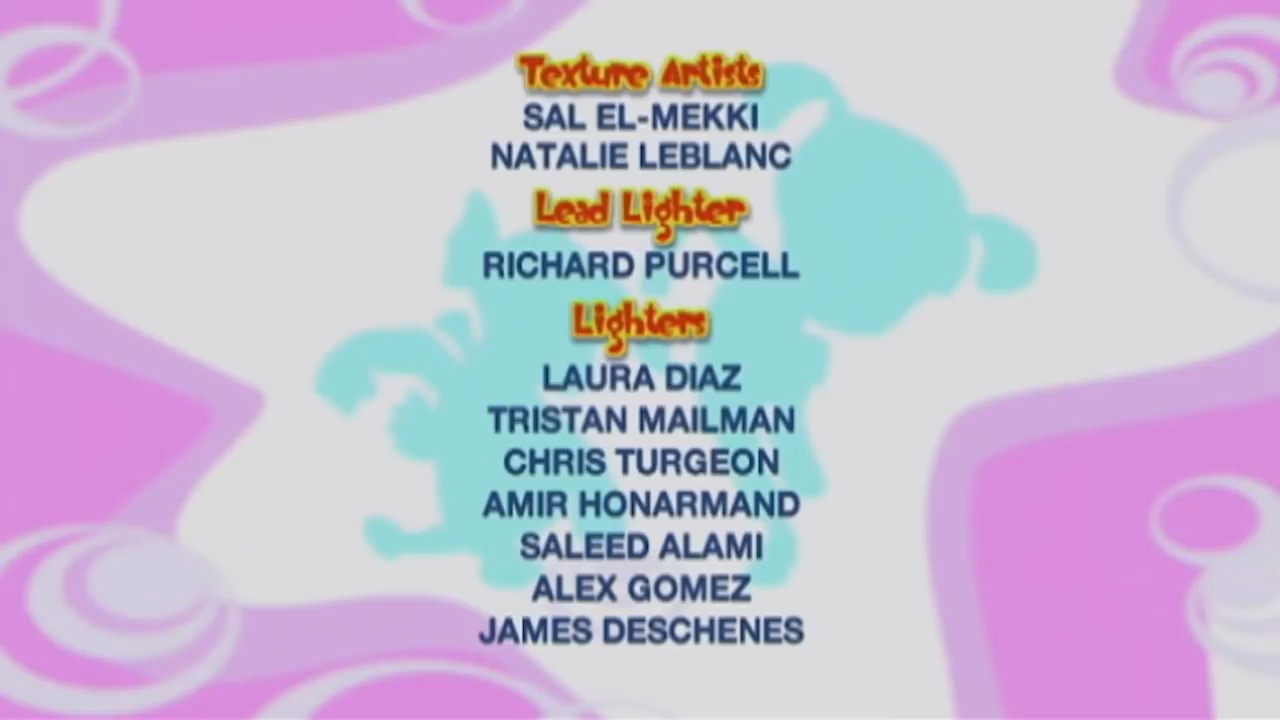 Texture Artists
SAL EL-MEKKI
NATALIE LEBLANC
Lead Lighter
RICHARD PURCELL
Lighters
LAURA DIAZ
TRISTAN MAILMAN
CHRIS TURGEON
AMIR HONARMAND
SALEED ALAMI
ALEX GOMEZ
JAMES DESCHENES